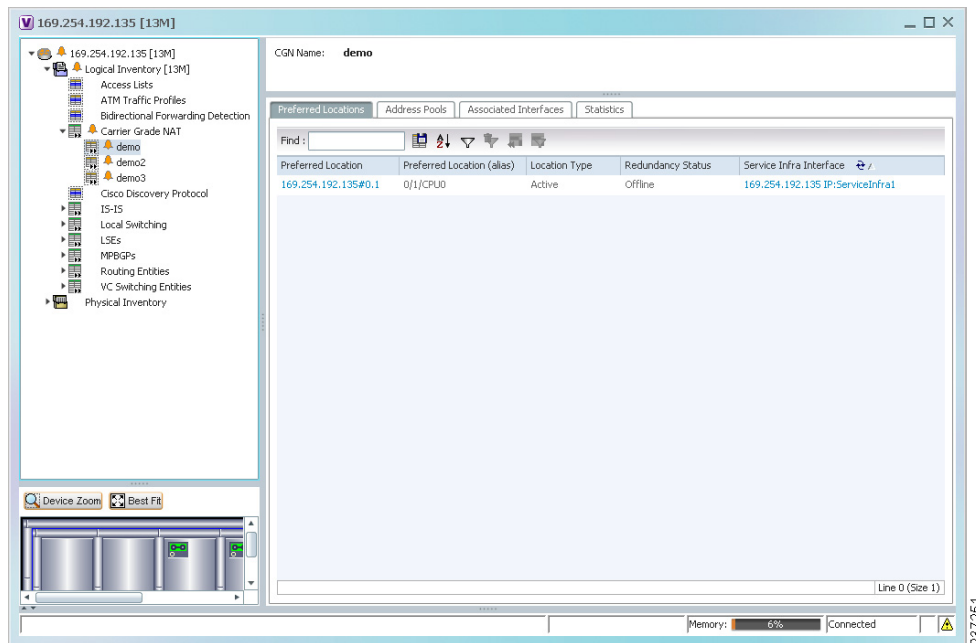 V 169.254.192.135 [13M]
169.254.192.135 [13M]
Logical Inventory [13M]
Access Lists
ATM Traffic Profiles
Bidirectional Forwarding Detection
Carrier Grade NAT
demo
demo2
demo3
Cisco Discovery Protocol
IS-IS
Local Switching
LSEs
MPBGPs
Routing Entities
VC Switching Entities
Physical Inventory
Device Zoom Best Fit
CGN Name: demo
Preferred Locations Address Pools Associated Interfaces Statistics
Find :
Preferred Location Preferred Location (alias) Location Type Redundancy Status Service Infra Interface
169.254.192.135#0.1 0/1/CPU0 Active Offline 169.254.192.135 IP:ServiceInfra1
Line 0 (Size 1)
Memory: 6% Connected